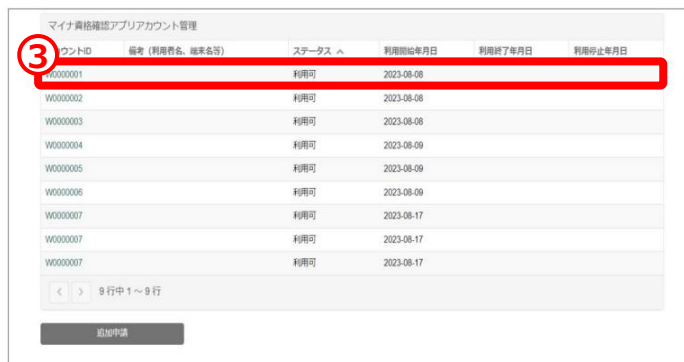 マイナ資格確認アプリアカウント管理
カウントID 備考（利用者名、端末名等） ステータス ヘ 利用開始年月日 利用終了年月日 利用停止年月日
③
W0000001 利用可 2023-08-08
W0000002 利用可 2023-08-08
W0000003 利用可 2023-08-08
W0000004 利用可 2023-08-09
W0000005 利用可 2023-08-09
W0000006 利用可 2023-08-09
W0000007 利用可 2023-08-17
W0000007 利用可 2023-08-17
W0000007 利用可 2023-08-17
< > 9 行中 1 ～ 9 行
追加申請